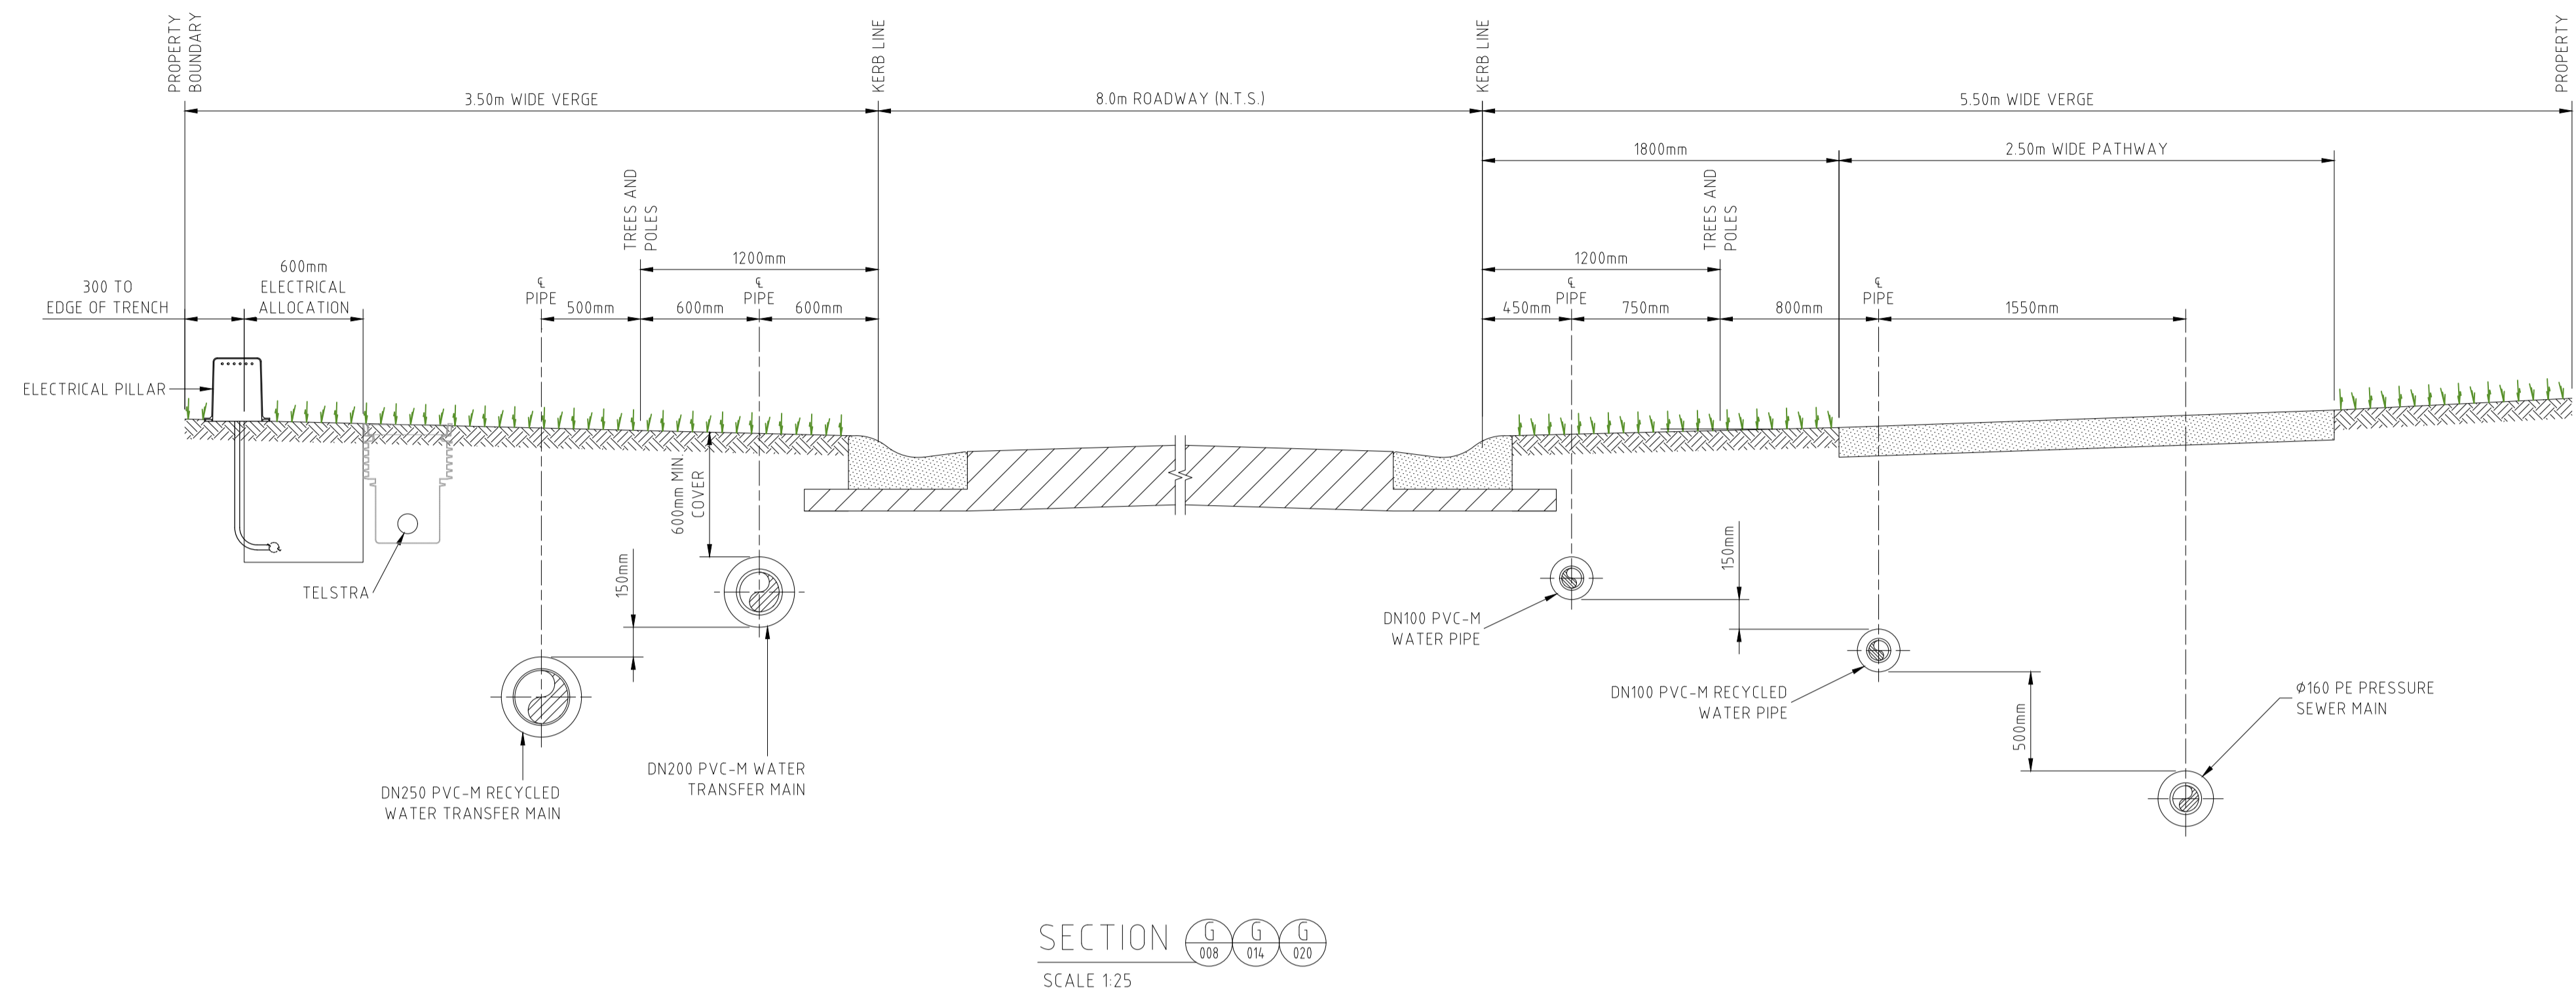 PROPERTY
BOUNDARY
KERB LINE
KERB LINE
PROPERTY
3.50m WIDE VERGE
8.0m ROADWAY (N.T.S.)
5.50m WIDE VERGE
1800mm
2.50m WIDE PATHWAY
TREES AND
POLES
TREES AND
POLES
1200mm
1200mm
300 TO
EDGE OF TRENCH
600mm
ELECTRICAL
ALLOCATION
℄
PIPE
500mm
600mm
℄
PIPE
600mm
450mm
℄
PIPE
750mm
800mm
℄
PIPE
1550mm
ELECTRICAL PILLAR
600mm MIN.
COVER
TELSTRA
150mm
150mm
DN100 PVC-M
WATER PIPE
DN100 PVC-M RECYCLED
WATER PIPE
500mm
Ø160 PE PRESSURE
SEWER MAIN
DN200 PVC-M WATER
TRANSFER MAIN
DN250 PVC-M RECYCLED
WATER TRANSFER MAIN
SECTION
G
008
G
014
G
020
SCALE 1:25